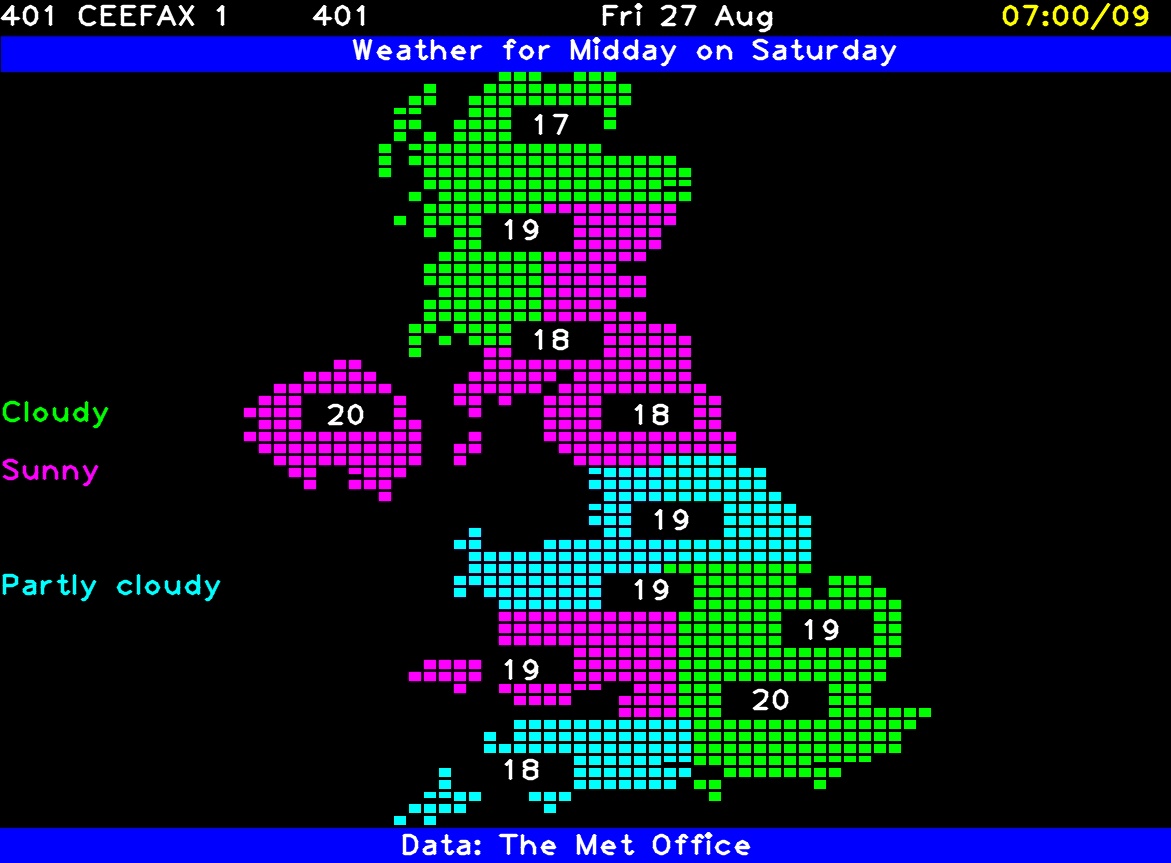 401 CEEFAX 1 401 Fri 27 Aug 07:00/09
Weather for Midday on Saturday
17
19
18
Cloudy 20 18
Sunny
19
Partly cloudy 19
19
19
20
18
Data: The Met Office